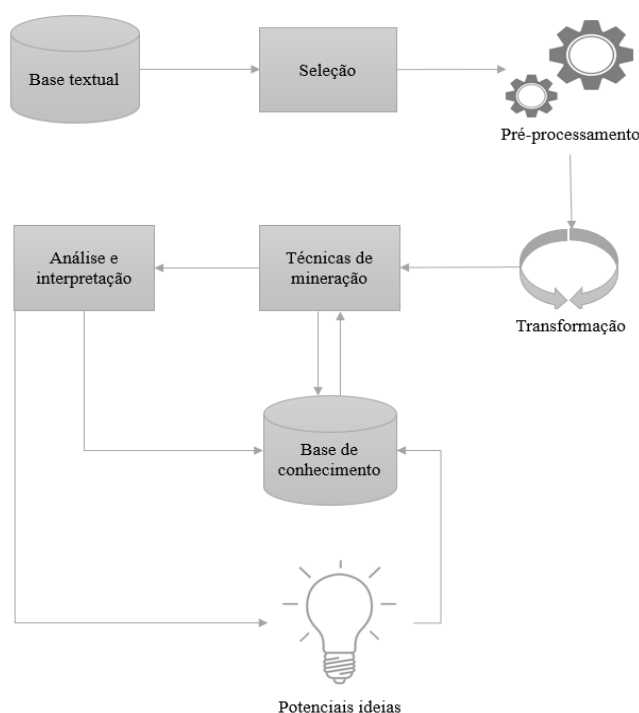 Base textual
Seleção
Pré-processamento
Análise e
interpretação
Técnicas de
mineração
Transformação
Base de
conhecimento
Potenciais ideias